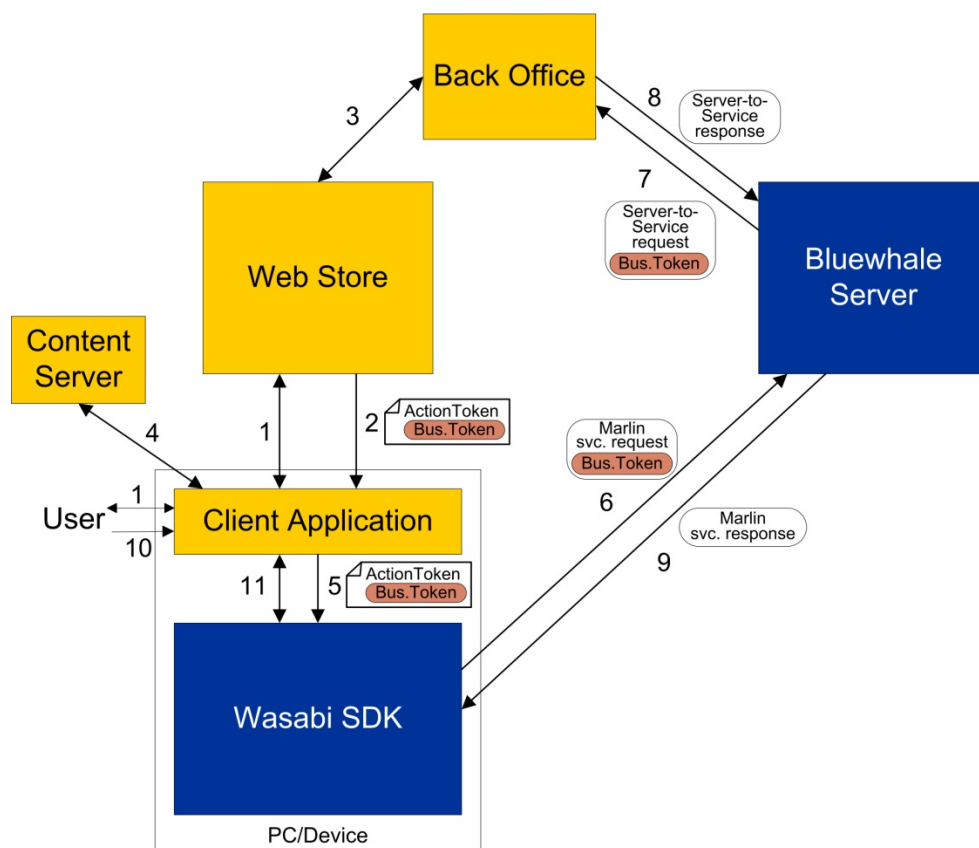 Back Office
8
Server-to-
Service
response
3
7
Server-to-
Service
request
Bus.Token
Web Store
Bluewhale
Server
Content
Server
4
1
2
ActionToken
Bus.Token
Marlin
svc. request
Bus.Token
6
Marlin
svc. response
9
1
User
10
Client Application
11
5
ActionToken
Bus.Token
Wasabi SDK
PC/Device